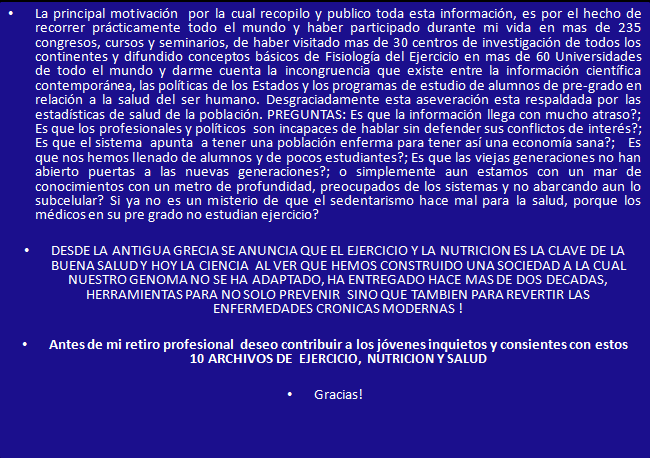 • La principal motivación por la cual recopilo y publico toda esta información, es por el hecho de
recorrer prácticamente todo el mundo y haber participado durante mi vida en mas de 235
congresos, cursos y seminarios, de haber visitado mas de 30 centros de investigación de todos los
continentes y difundido conceptos básicos de Fisiología del Ejercicio en mas de 60 Universidades
de todo el mundo y darme cuenta la incongruencia que existe entre la información científica
contemporánea, las políticas de los Estados y los programas de estudio de alumnos de pre-grado en
relación a la salud del ser humano. Desgraciadamente esta aseveración esta respaldada por las
estadísticas de salud de la población. PREGUNTAS: Es que la información llega con mucho atraso?;
Es que los profesionales y políticos son incapaces de hablar sin defender sus conflictos de interés?;
Es que el sistema apunta a tener una población enferma para tener así una economía sana?; Es
que nos hemos llenado de alumnos y de pocos estudiantes?; Es que las viejas generaciones no han
abierto puertas a las nuevas generaciones?; o simplemente aun estamos con un mar de
conocimientos con un metro de profundidad, preocupados de los sistemas y no abarcando aun lo
subcelular? Si ya no es un misterio de que el sedentarismo hace mal para la salud, porque los
médicos en su pre grado no estudian ejercicio?
• DESDE LA ANTIGUA GRECIA SE ANUNCIA QUE EL EJERCICIO Y LA NUTRICION ES LA CLAVE DE LA
BUENA SALUD Y HOY LA CIENCIA AL VER QUE HEMOS CONSTRUIDO UNA SOCIEDAD A LA CUAL
NUESTRO GENOMA NO SE HA ADAPTADO, HA ENTREGADO HACE MAS DE DOS DECADAS,
HERRAMIENTAS PARA NO SOLO PREVENIR SINO QUE TAMBIEN PARA REVERTIR LAS
ENFERMEDADES CRONICAS MODERNAS !
• Antes de mi retiro profesional deseo contribuir a los jóvenes inquietos y consientes con estos
10 ARCHIVOS DE EJERCICIO, NUTRICION Y SALUD
• Gracias!